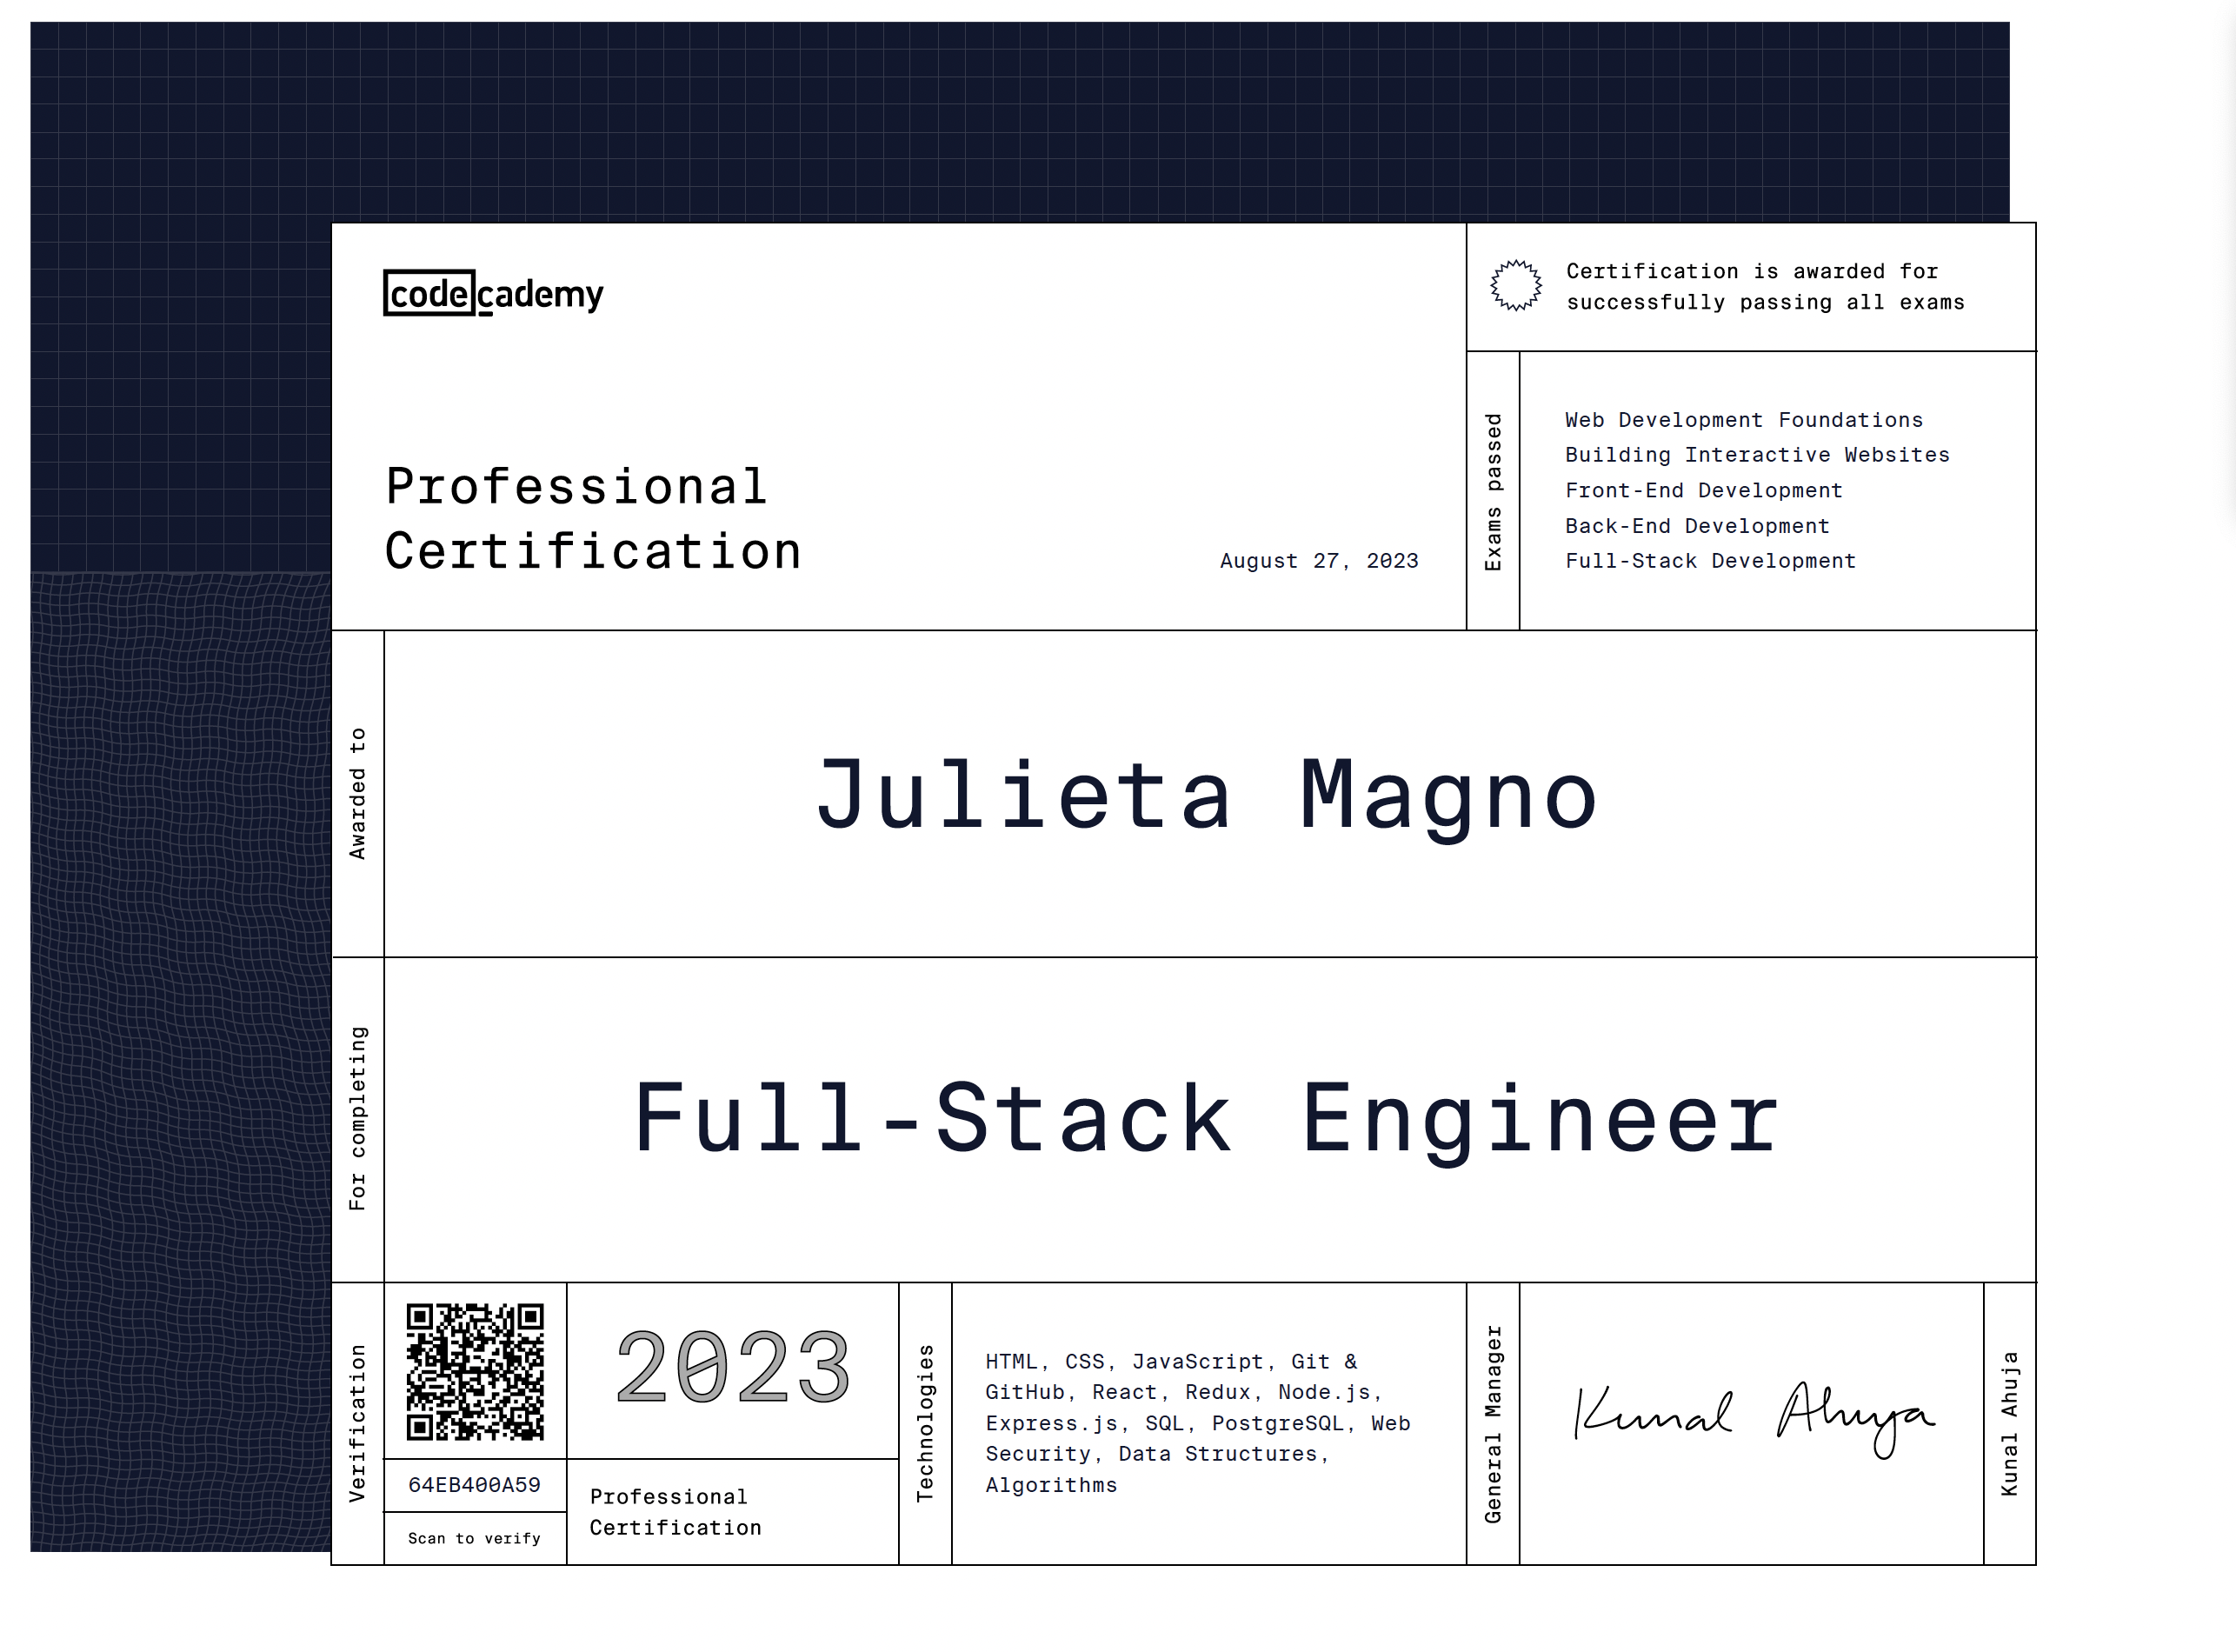 codecademy
Certification is awarded for
successfully passing all exams
Professional
Certification
August 27, 2023
Exams passed
Web Development Foundations
Building Interactive Websites
Front-End Development
Back-End Development
Full-Stack Development
Awarded to
Julieta Magno
For completing
Full-Stack Engineer
Verification
64EB400A59
Scan to verify
2023
Professional
Certification
Technologies
HTML, CSS, JavaScript, Git &
GitHub, React, Redux, Node.js,
Express.js, SQL, PostgreSQL, Web
Security, Data Structures,
Algorithms
General Manager
Kunal Ahuja
Kunal Ahuja